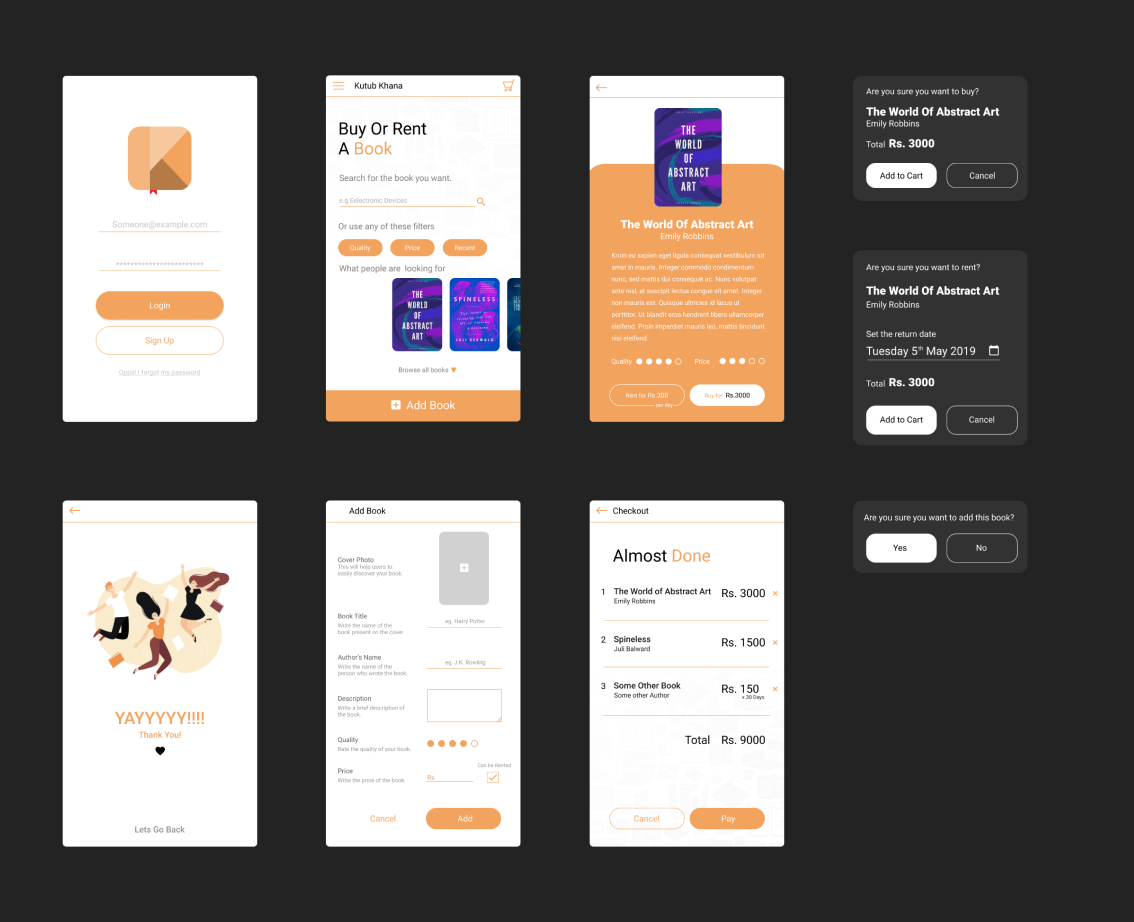 Someone@example.com
************************
Login
Sign Up
Opps! I forgot my password
Kutub Khana
Buy Or Rent
A Book
Search for the book you want.
e.g Eelectronic Devices
Or use any of these filters
Quality
Price
Recent
What people are looking for
THE
WORLD
OF
ABSTRACT
ART
SPINELESS
Browse all books
Add Book
THE
WORLD
OF
ABSTRACT
ART
The World Of Abstract Art
Emily Robbins
Kroin eu sapien eget ligula consequat vestibulum sit
amet in mauris. Integer commodo condimentum
nunc, sed mattis dui consequat ac. Nunc volutpat
ante nisl, at suscipit lectus congue sit amet. Integer
non mauris est. Quisque ultricies id lacus ut
porttitor. Ut blandit eros hendrerit libero ullamcorper
eleifend. Proin imperdiet mauris leo, mattis tincidunt
nisi eleifend
Quality
Price
Rent for Rs.300
per day
Buy for Rs.3000
Are you sure you want to buy?
The World Of Abstract Art
Emily Robbins
Total Rs. 3000
Add to Cart
Cancel
Are you sure you want to rent?
The World Of Abstract Art
Emily Robbins
Set the return date
Tuesday 5th May 2019
Total Rs. 3000
Add to Cart
Cancel
YAYYYYY!!!!
Thank You!
Lets Go Back
Add Book
Cover Photo
This will help users to
easily discover your book.
Book Title
Write the name of the
book present on the cover
eg. Harry Potter
Author's Name
Write the name of the
person who wrote the book.
eg. J.K. Rowling
Description
Write a brief description of
the book.
Quality
Rate the quality of your book.
Price
Write the price of the book.
Rs
Can be Rented
Cancel
Add
Checkout
Almost Done
1 The World of Abstract Art Rs. 3000 ×
Emily Robbins
2 Spineless Rs. 1500 ×
Juli Balward
3 Some Other Book Rs. 150 ×
Some other Author x 30 Days
Total Rs. 9000
Cancel
Pay
Are you sure you want to add this book?
Yes
No